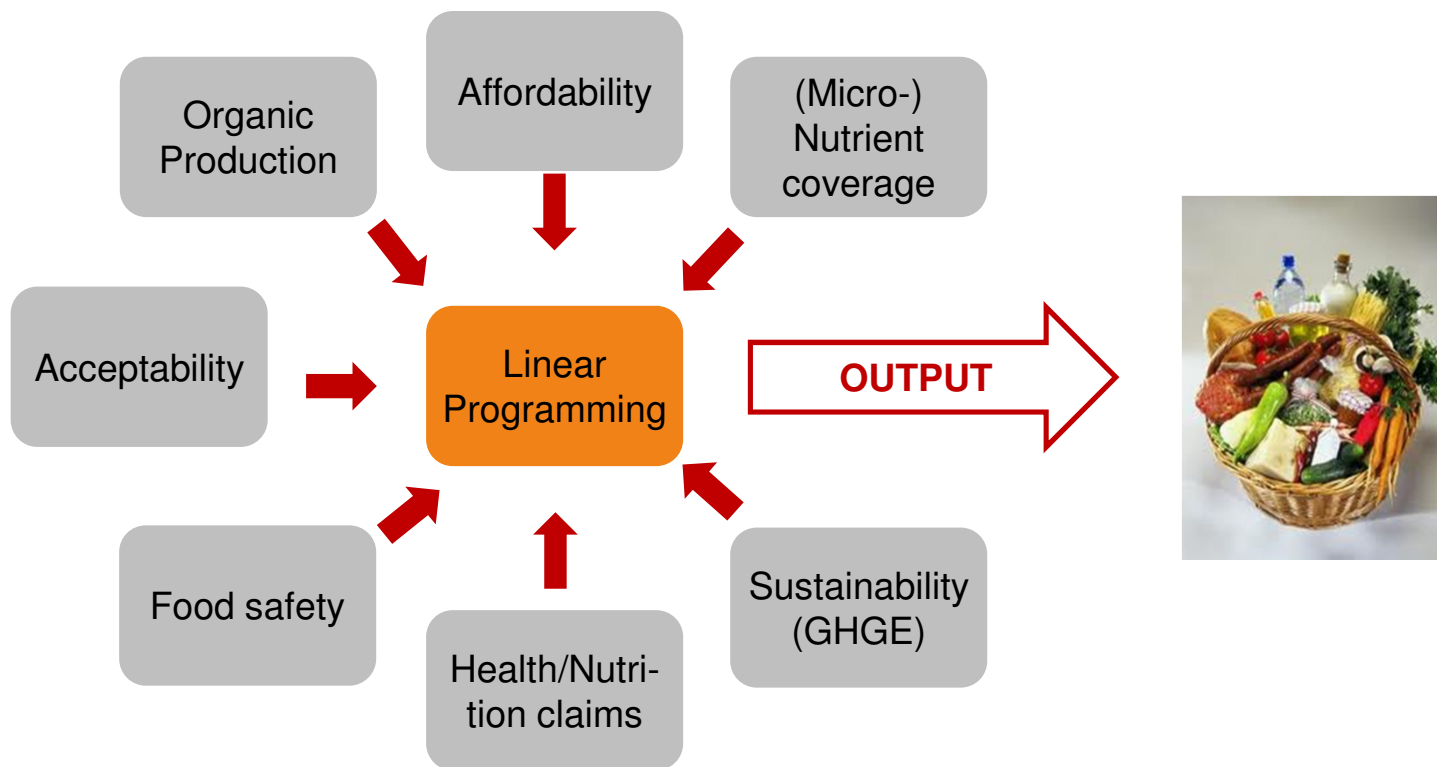 Affordability
Organic
Production
(Micro-)
Nutrient
coverage
Acceptability
Linear
Programming
OUTPUT
Food safety
Health/Nutri-
tion claims
Sustainability
(GHGE)